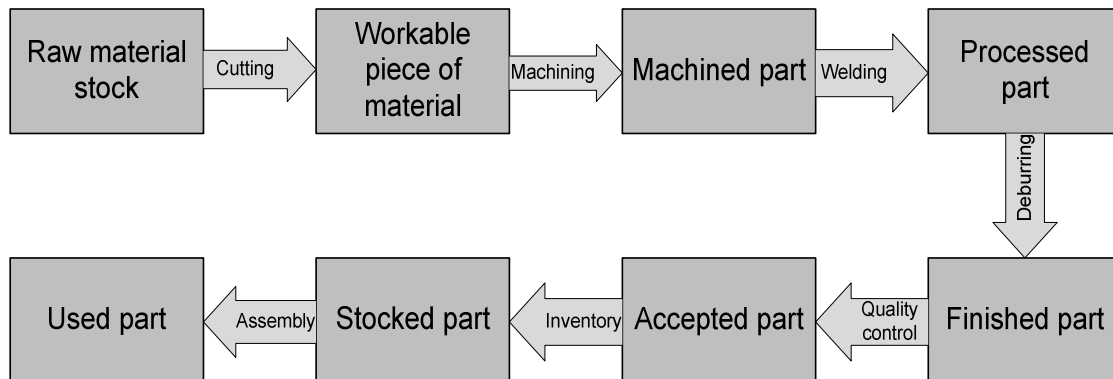 Raw material
stock
Cutting
Workable
piece of
material
Machining
Machined part
Welding
Processed
part
Deburring
Finished part
Quality
control
Accepted part
Inventory
Stocked part
Assembly
Used part